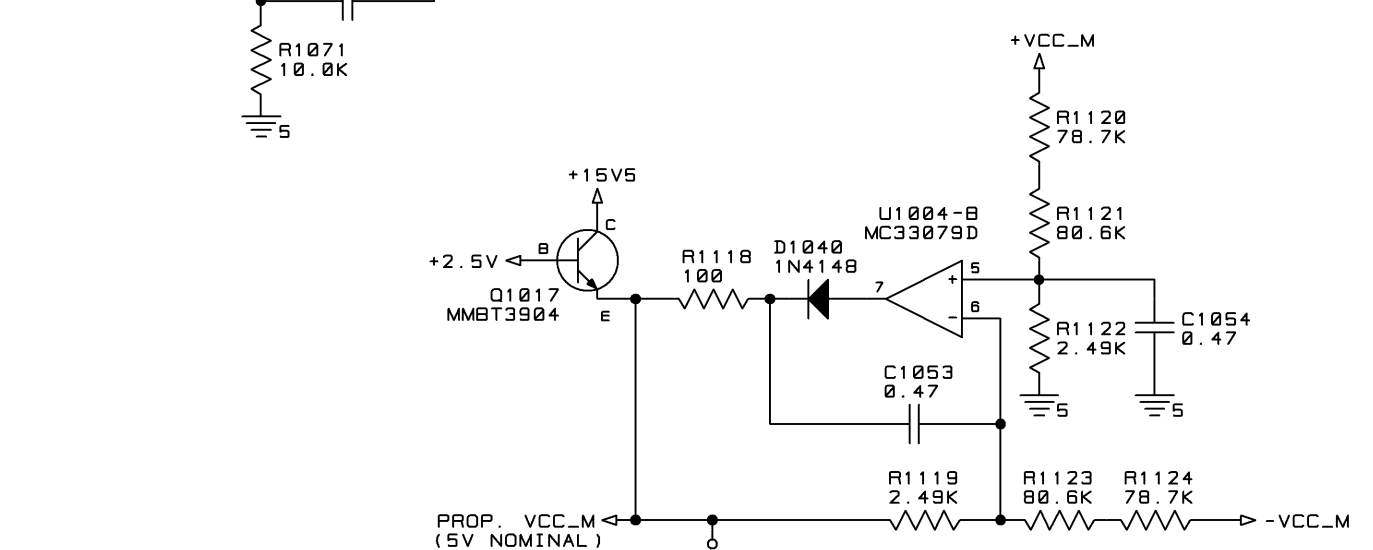 R1071
10.0K
5
+VCC_M
R1120
78.7K
R1121
80.6K
+15V5
C
B
+2.5V
Q1017
MMBT3904
E
R1118
100
D1040
1N4148
U1004-B
MC33079D
7
+
5
-
6
R1122
2.49K
5
C1054
0.47
5
C1053
0.47
R1119
2.49K
R1123
80.6K
R1124
78.7K
PROP. VCC_M
(5V NOMINAL)
-VCC_M